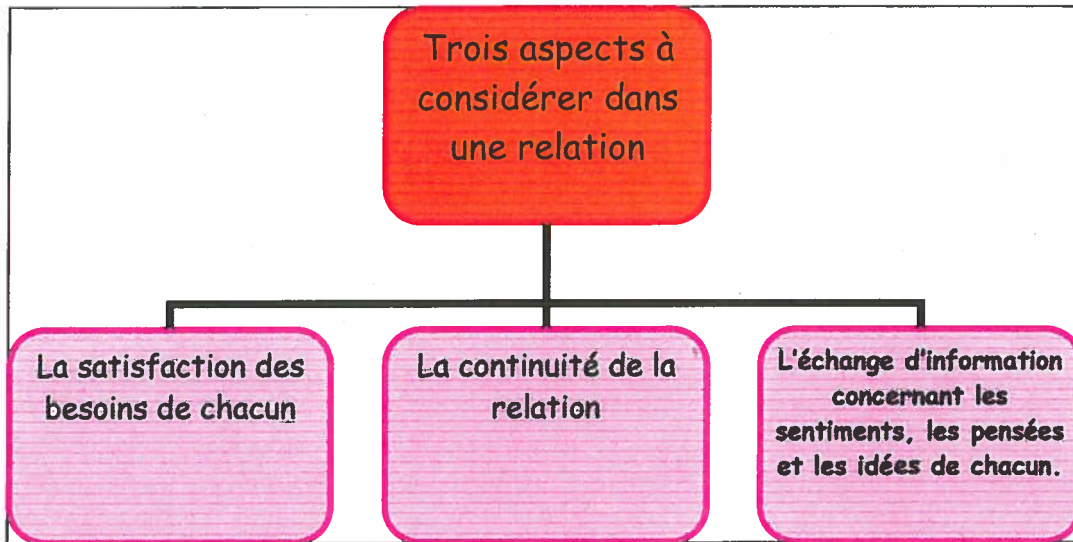 Trois aspects à
considérer dans
une relation
La satisfaction des
besoins de chacun
La continuité de la
relation
L'échange d'information
concernant les
sentiments, les pensées
et les idées de chacun.